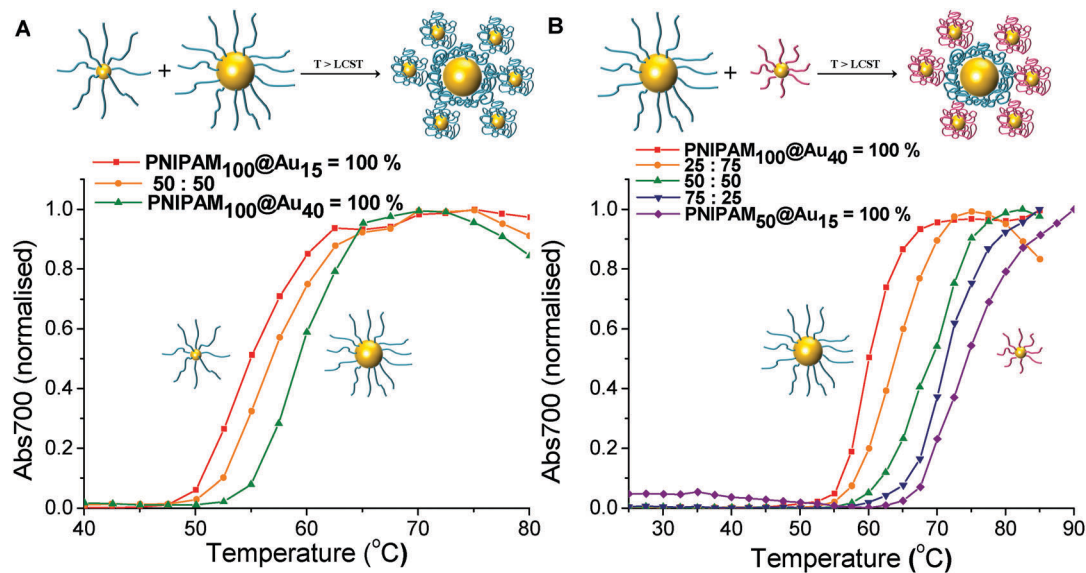 A
+
T > LCST
PNIPAM100@Au15 = 100 %
50 : 50
PNIPAM100@Au40 = 100 %
1.0
0.8
0.6
0.4
0.2
0.0
Abs700 (normalised)
40 50 60 70 80
Temperature (°C)
B
+
T > LCST
PNIPAM100@Au40 = 100 %
25 : 75
50 : 50
75 : 25
PNIPAM50@Au15 = 100 %
1.0
0.8
0.6
0.4
0.2
0.0
Abs700 (normalised)
30 40 50 60 70 80 90
Temperature (°C)